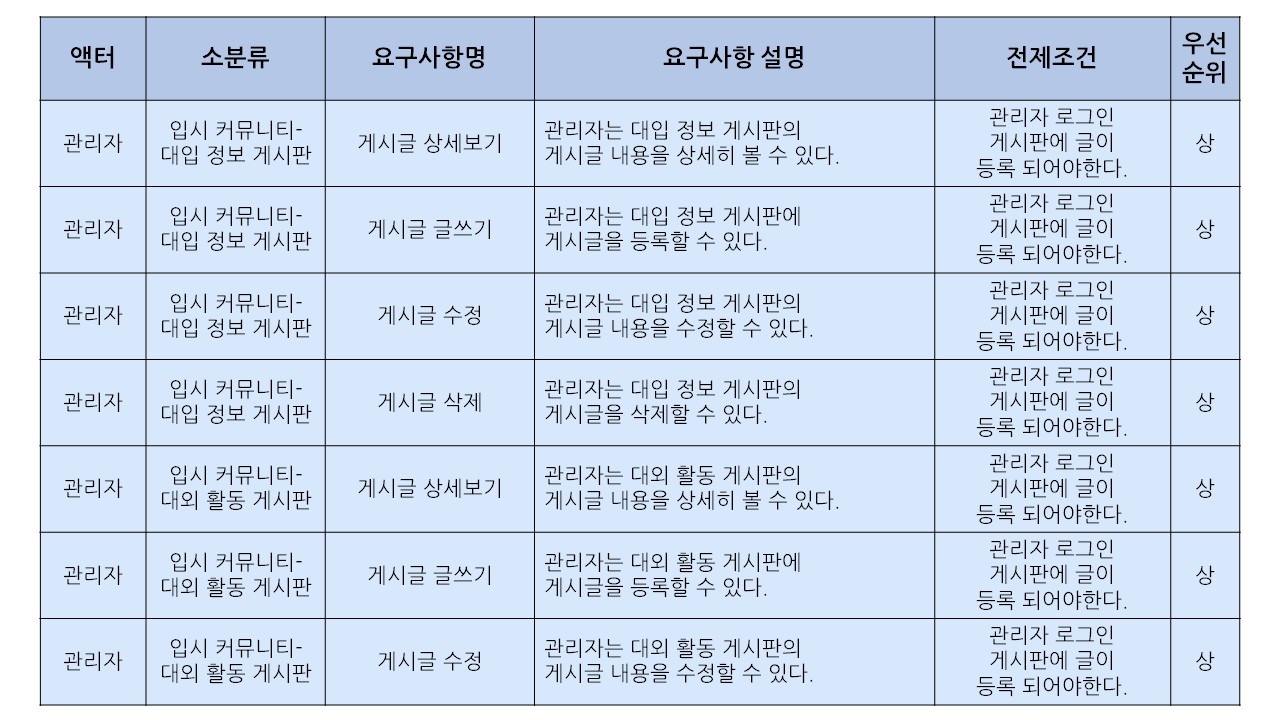 액터
소분류
요구사항명
요구사항 설명
전제조건
우선
순위
관리자
입시 커뮤니티-
대입 정보 게시판
게시글 상세보기
관리자는 대입 정보 게시판의
게시글 내용을 상세히 볼 수 있다.
관리자 로그인
게시판에 글이
등록 되어야한다.
상
관리자
입시 커뮤니티-
대입 정보 게시판
게시글 글쓰기
관리자는 대입 정보 게시판에
게시글을 등록할 수 있다.
관리자 로그인
게시판에 글이
등록 되어야한다.
상
관리자
입시 커뮤니티-
대입 정보 게시판
게시글 수정
관리자는 대입 정보 게시판의
게시글 내용을 수정할 수 있다.
관리자 로그인
게시판에 글이
등록 되어야한다.
상
관리자
입시 커뮤니티-
대입 정보 게시판
게시글 삭제
관리자는 대입 정보 게시판의
게시글을 삭제할 수 있다.
관리자 로그인
게시판에 글이
등록 되어야한다.
상
관리자
입시 커뮤니티-
대외 활동 게시판
게시글 상세보기
관리자는 대외 활동 게시판의
게시글 내용을 상세히 볼 수 있다.
관리자 로그인
게시판에 글이
등록 되어야한다.
상
관리자
입시 커뮤니티-
대외 활동 게시판
게시글 글쓰기
관리자는 대외 활동 게시판에
게시글을 등록할 수 있다.
관리자 로그인
게시판에 글이
등록 되어야한다.
상
관리자
입시 커뮤니티-
대외 활동 게시판
게시글 수정
관리자는 대외 활동 게시판의
게시글 내용을 수정할 수 있다.
관리자 로그인
게시판에 글이
등록 되어야한다.
상